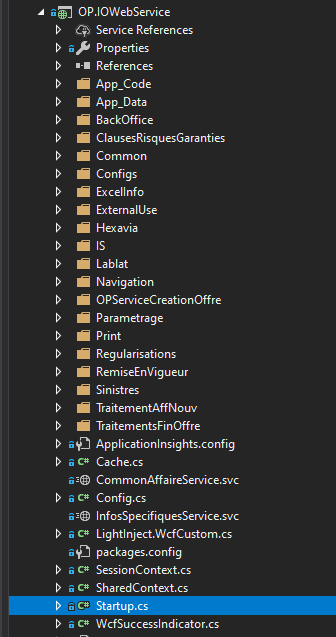 OP.IOWebService
Service References
Properties
References
App_Code
App_Data
BackOffice
ClausesRisquesGaranties
Common
Configs
ExcelInfo
ExternalUse
Hexavia
IS
Lablat
Navigation
OPServiceCreationOffre
Parametrage
Print
Regularisations
RemiseEnVigueur
Sinistres
TraitementAffNouv
TraitementsFinOffre
ApplicationInsights.config
C# Cache.cs
CommonAffaireService.svc
C# Config.cs
InfosSpecifiquesService.svc
C# LightInject.WcfCustom.cs
packages.config
C# SessionContext.cs
C# SharedContext.cs
C# Startup.cs
C# WcfSuccessIndicator.cs